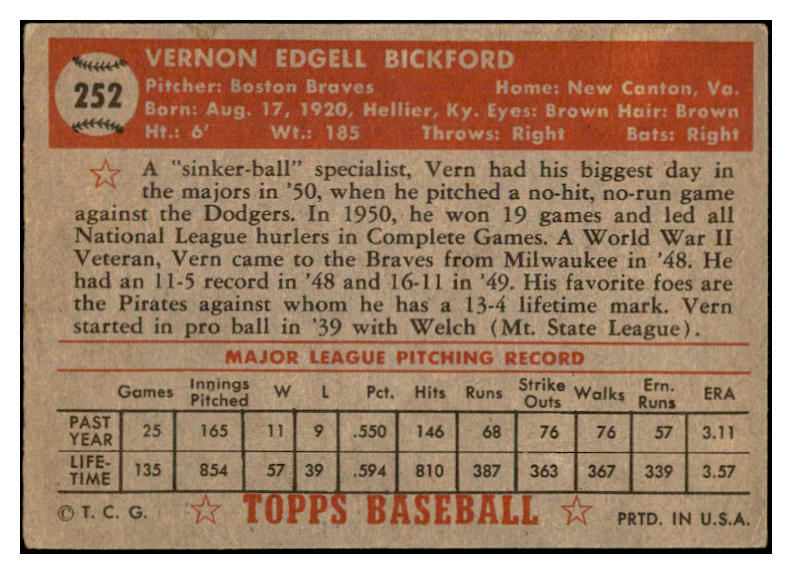 252
VERNON EDGELL BICKFORD
Pitcher: Boston Braves Home: New Canton, Va.
Born: Aug. 17, 1920, Hellier, Ky. Eyes: Brown Hair: Brown
Ht.: 6' Wt.: 185 Throws: Right Bats: Right
A "sinker-ball" specialist, Vern had his biggest day in
the majors in '50, when he pitched a no-hit, no-run game
against the Dodgers. In 1950, he won 19 games and led all
National League hurlers in Complete Games. A World War II
Veteran, Vern came to the Braves from Milwaukee in '48. He
had an 11-5 record in '48 and 16-11 in '49. His favorite foes are
the Pirates against whom he has a 13-4 lifetime mark. Vern
started in pro ball in '39 with Welch (Mt. State League).
MAJOR LEAGUE PITCHING RECORD
Games Innings Pitched W L Pct. Hits Runs Strike Outs Walks Ern. Runs ERA
PAST YEAR 25 165 11 9 .550 146 68 76 76 57 3.11
LIFE-TIME 135 854 57 39 .594 810 387 363 367 339 3.57
© T. C. G. TOPPS BASEBALL PRTD. IN U.S.A.